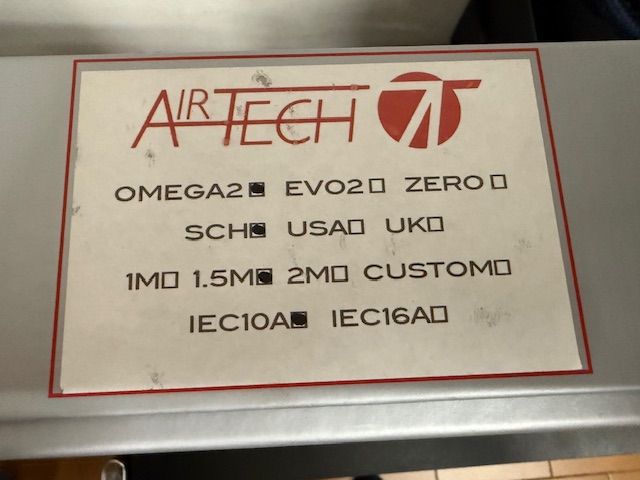 AIRTECH
OMEGA2■ EVO2□ ZERO□
SCH■ USA□ UK□
1M□ 1.5M■ 2M□ CUSTOM□
IEC10A■ IEC16A□